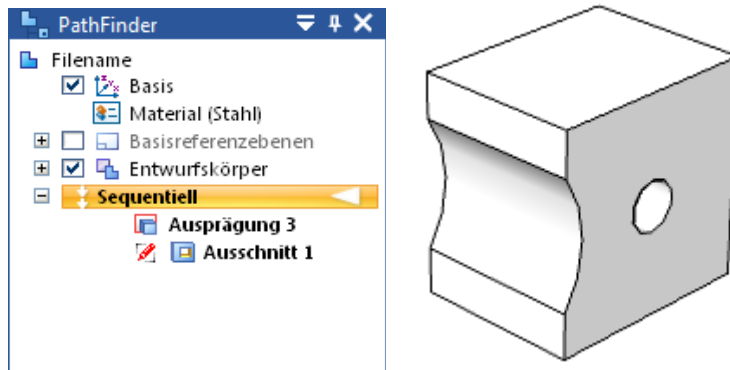 PathFinder
Filename
Basis
Material (Stahl)
Basisreferenzebenen
Entwurfskörper
Sequentiell
Ausprägung 3
Ausschnitt 1